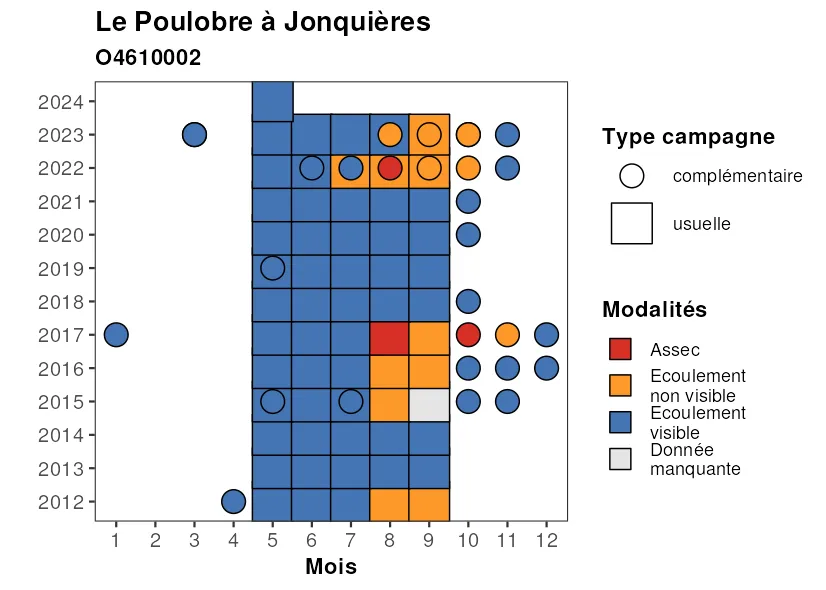 Le Poulobre à Jonquières
O4610002
2024
2023
2022
2021
2020
2019
2018
2017
2016
2015
2014
2013
2012
1 2 3 4 5 6 7 8 9 10 11 12
Mois
Type campagne
complémentaire
usuelle
Modalités
Assec
Ecoulement
non visible
Ecoulement
visible
Donnée
manquante